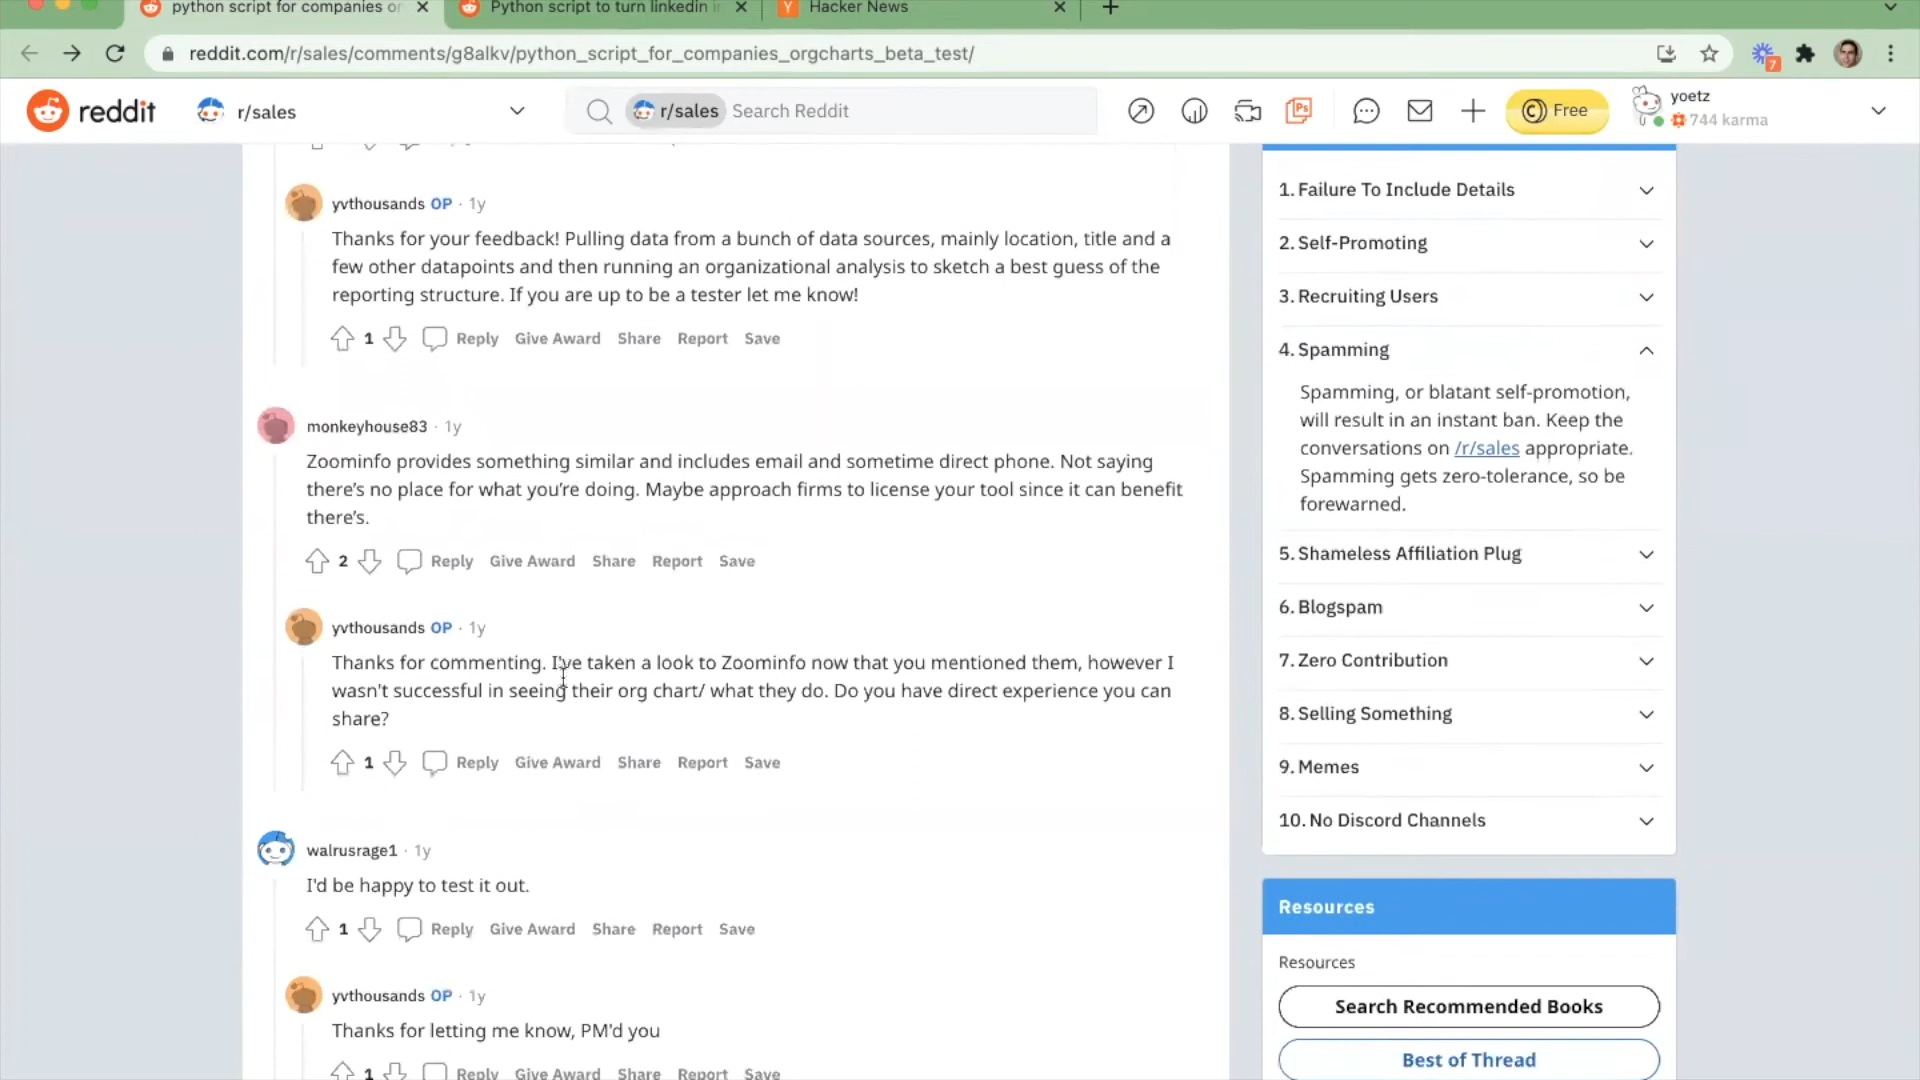 python script for companies or
Python script to turn linkedin i
Hacker News
reddit.com/r/sales/comments/g8alkv/python_script_for_companies_orgcharts_beta_test/
7
reddit
r/sales
r/sales Search Reddit
Free
yoetz
744 karma
yvthousands OP · 1y
Thanks for your feedback! Pulling data from a bunch of data sources, mainly location, title and a
few other datapoints and then running an organizational analysis to sketch a best guess of the
reporting structure. If you are up to be a tester let me know!
1 Reply Give Award Share Report Save
monkeyhouse83 · 1y
Zoominfo provides something similar and includes email and sometime direct phone. Not saying
there's no place for what you're doing. Maybe approach firms to license your tool since it can benefit
there's.
2 Reply Give Award Share Report Save
yvthousands OP · 1y
Thanks for commenting. I've taken a look to Zoominfo now that you mentioned them, however I
wasn't successful in seeing their org chart/ what they do. Do you have direct experience you can
share?
1 Reply Give Award Share Report Save
walrusrage1 · 1y
I'd be happy to test it out.
1 Reply Give Award Share Report Save
yvthousands OP · 1y
Thanks for letting me know, PM'd you
1 Reply Give Award Share Report Save
1. Failure To Include Details
2. Self-Promoting
3. Recruiting Users
4. Spamming
Spamming, or blatant self-promotion,
will result in an instant ban. Keep the
conversations on /r/sales appropriate.
Spamming gets zero-tolerance, so be
forewarned.
5. Shameless Affiliation Plug
6. Blogspam
7. Zero Contribution
8. Selling Something
9. Memes
10. No Discord Channels
Resources
Resources
Search Recommended Books
Best of Thread